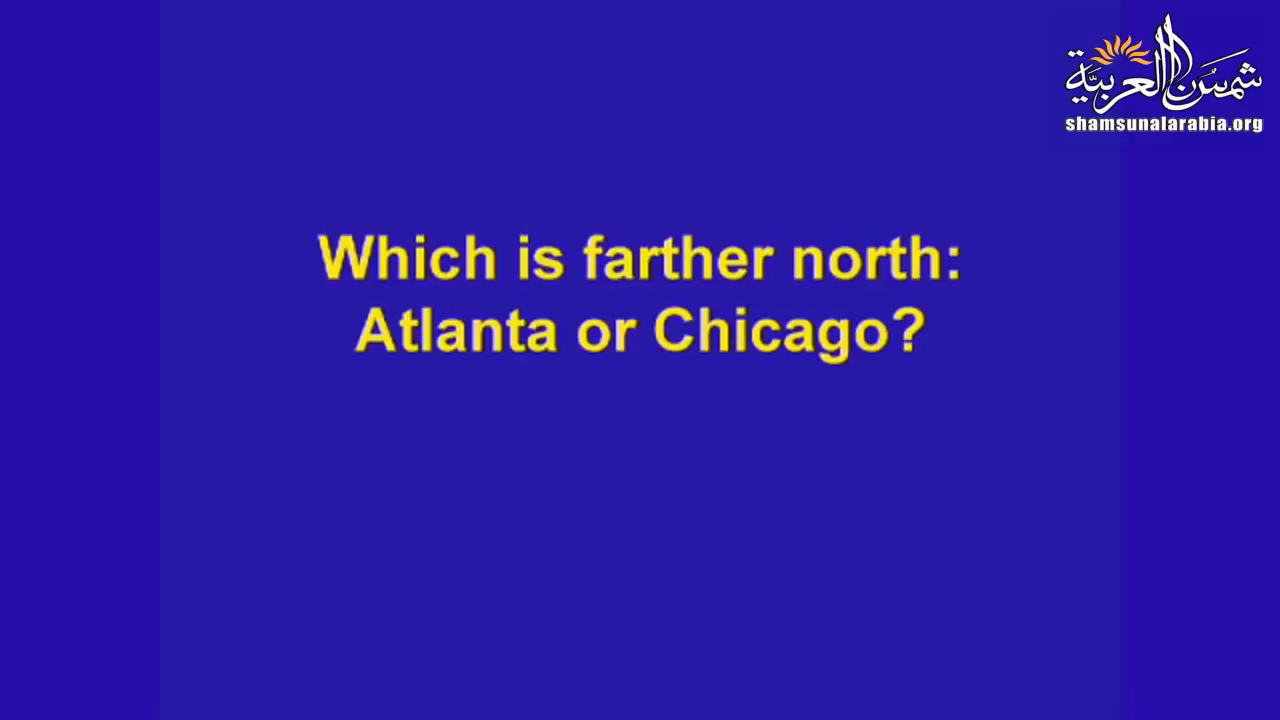 شمس العربية
shamsunalarabia.org
Which is farther north:
Atlanta or Chicago?